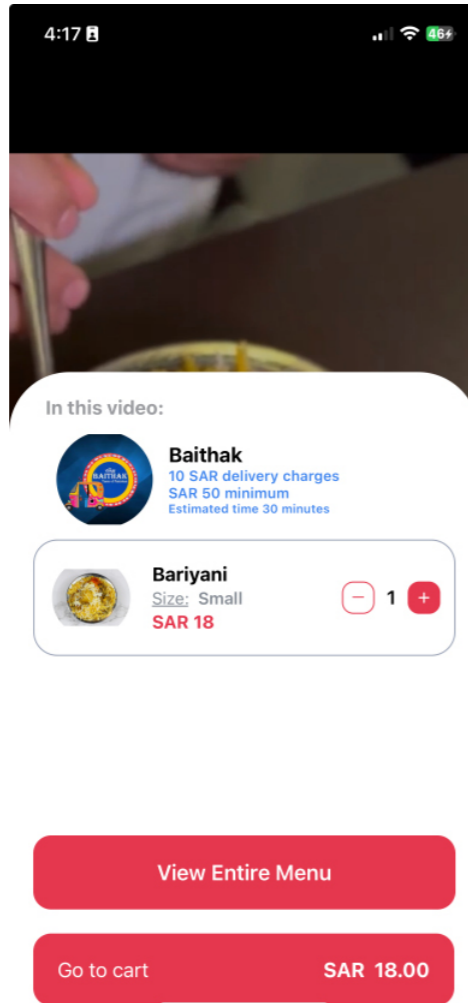 4:17
46
In this video:
BAITHAK
Baithak
10 SAR delivery charges
SAR 50 minimum
Estimated time 30 minutes
Bariyani
Size: Small
SAR 18
1
View Entire Menu
Go to cart SAR 18.00